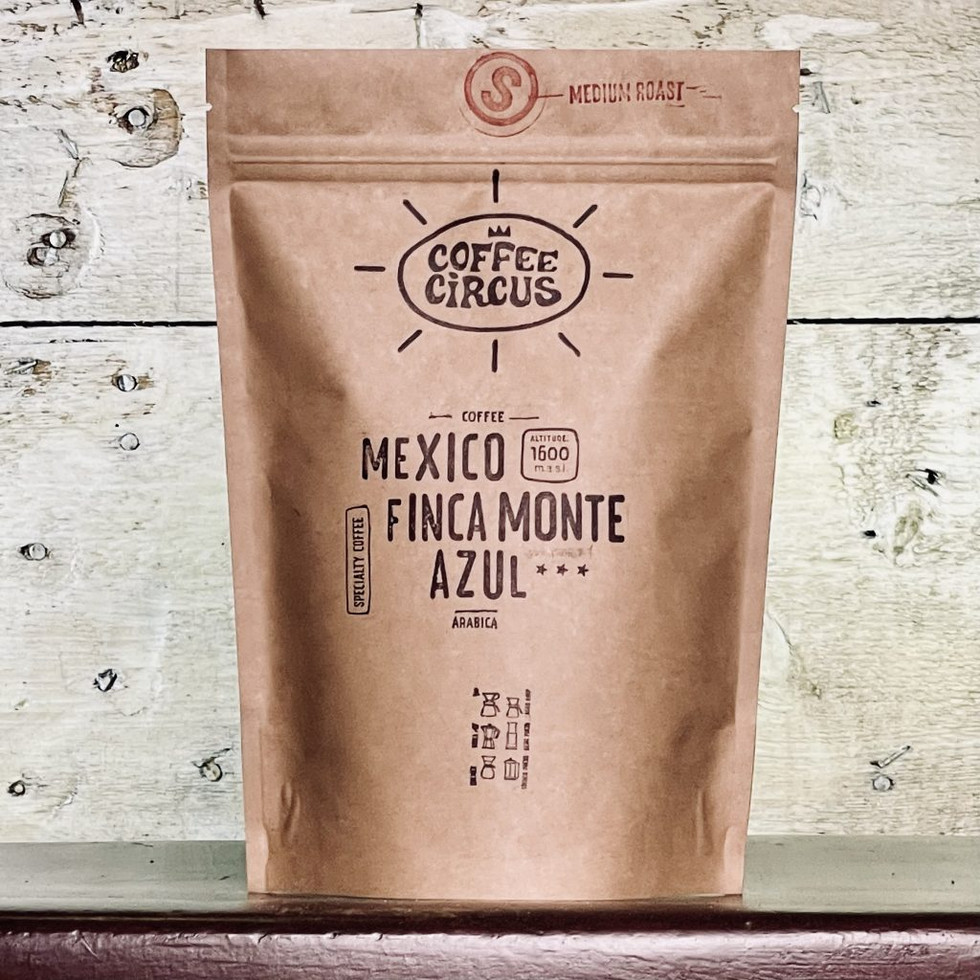 S
MEDIUM ROAST
COFFEE
CiRCUS
COFFEE
MEXICO
ALTITUDE:
1600
m.a.s.l.
FINCA MONTE
AZUL
SPECIALTY COFFEE
ARABICA